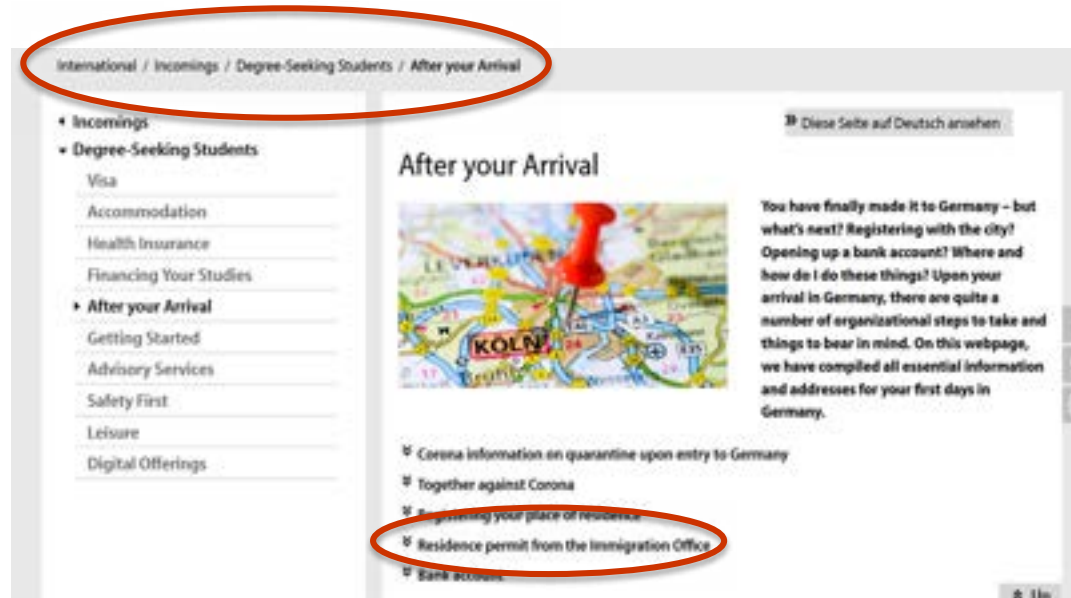 International / Incomings / Degree-Seeking Students / After your Arrival
Incomings
Degree-Seeking Students
Visa
Accommodation
Health Insurance
Financing Your Studies
After your Arrival
Getting Started
Advisory Services
Safety First
Leisure
Digital Offerings
Diese Seite auf Deutsch ansehen
After your Arrival
KÖLN
You have finally made it to Germany – but
what's next? Registering with the city?
Opening up a bank account? Where and
how do I do these things? Upon your
arrival in Germany, there are quite a
number of organizational steps to take and
things to bear in mind. On this webpage,
we have compiled all essential information
and addresses for your first days in
Germany.
Corona information on quarantine upon entry to Germany
Together against Corona
Registering your place of residence
Residence permit from the Immigration Office
Bank account
Up